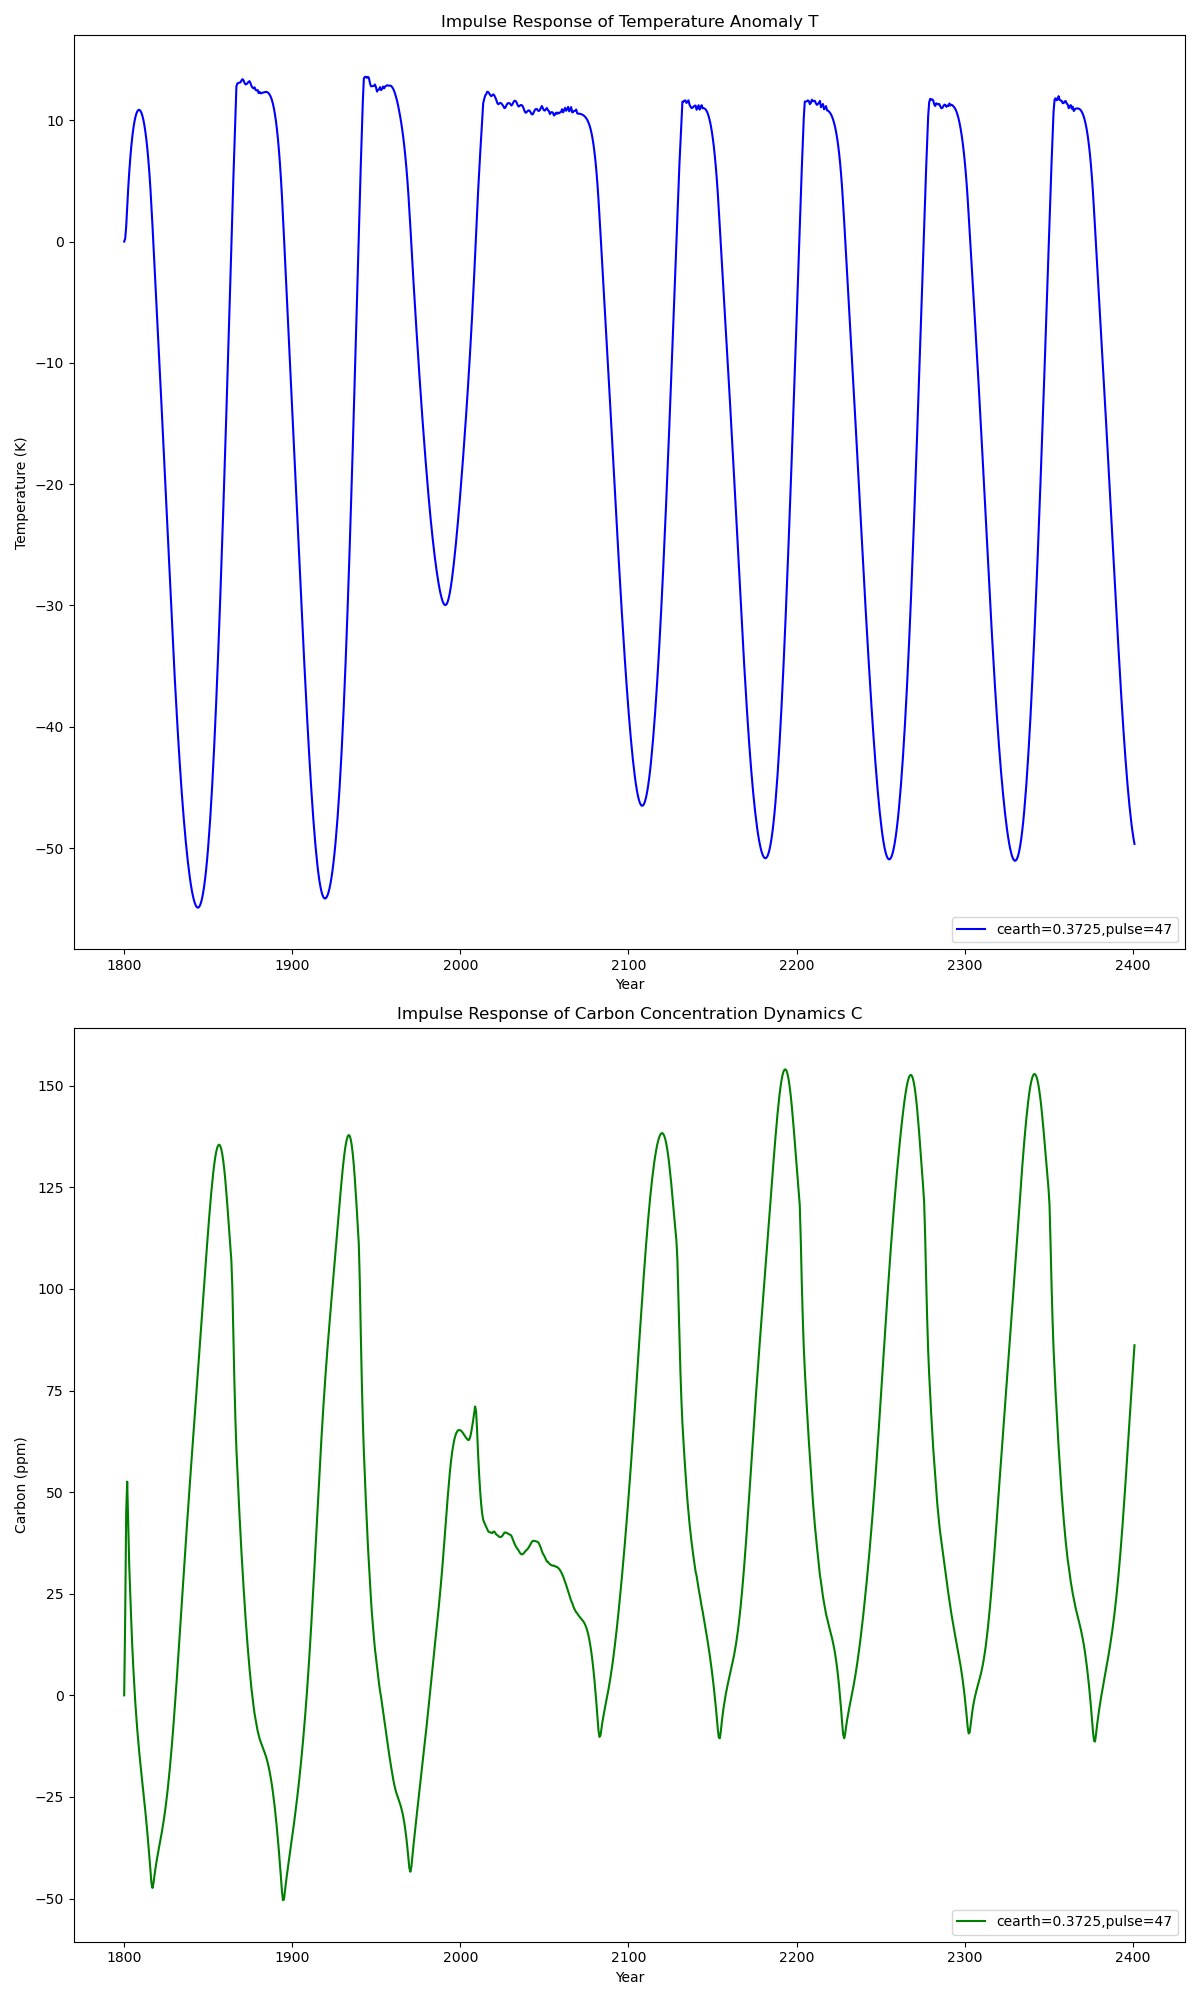 Impulse Response of Temperature Anomaly T
10
0
−10
−20
−30
−40
−50
Temperature (K)
cearth=0.3725,pulse=47
1800 1900 2000 2100 2200 2300 2400
Year
Impulse Response of Carbon Concentration Dynamics C
150
125
100
75
50
25
0
−25
−50
Carbon (ppm)
cearth=0.3725,pulse=47
1800 1900 2000 2100 2200 2300 2400
Year